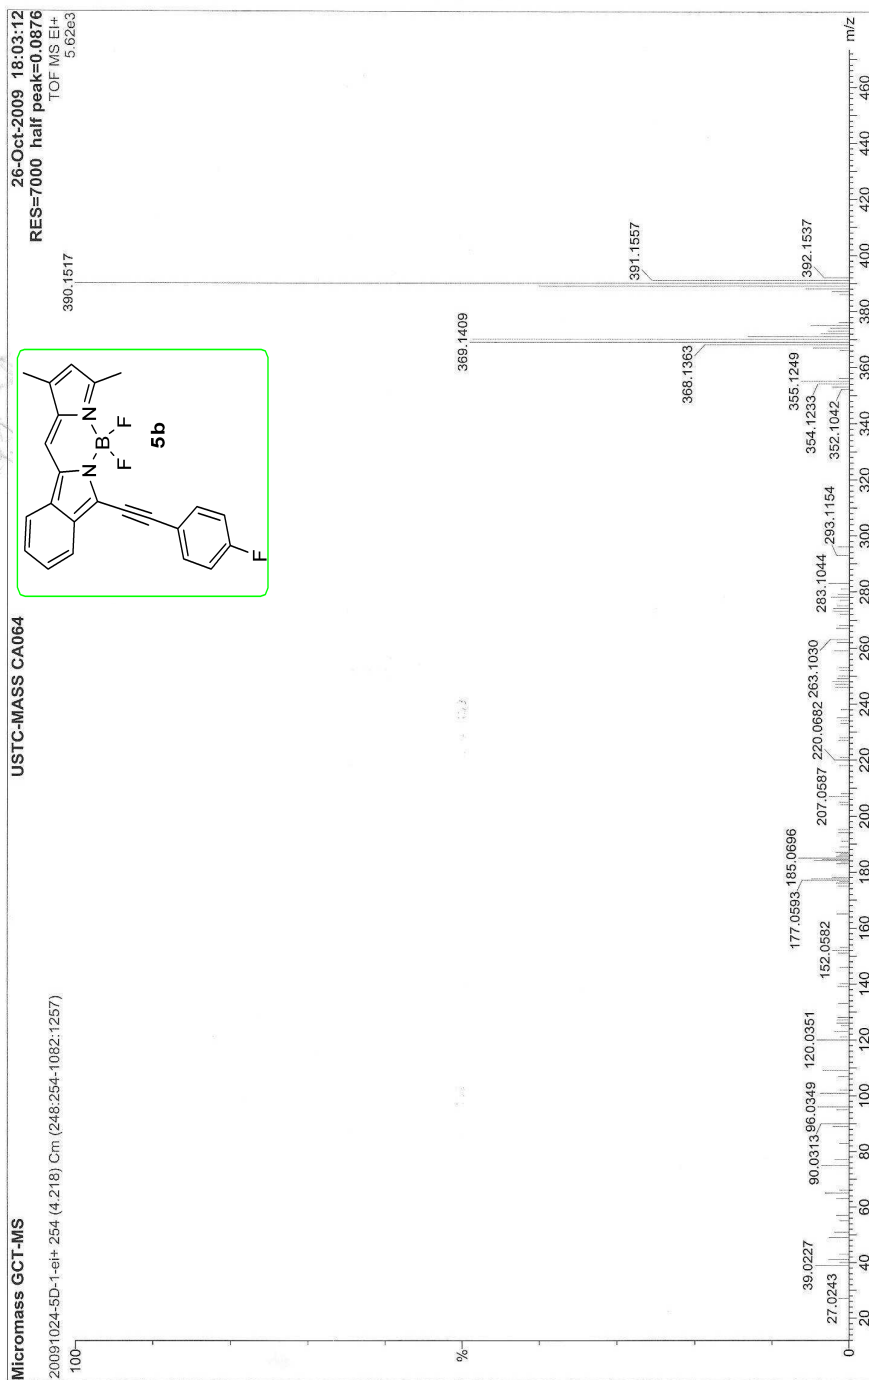 Micromass GCT-MS
USTC-MASS CA064
26-Oct-2009 18:03:12
RES=7000 half peak=0.0876
20091024-5D-1-ei+ 254 (4.218) Cm (248:254-1082:1257)
TOF MS EI+
5.62e3
100
%
0
N
N
B
F
F
F
5b
390.1517
391.1557
392.1537
369.1409
368.1363
355.1249
354.1233
352.1042
293.1154
283.1044
263.1030
220.0682
207.0587
185.0696
177.0593
152.0582
120.0351
96.0349
90.0313
39.0227
27.0243
20 40 60 80 100 120 140 160 180 200 220 240 260 280 300 320 340 360 380 400 420 440 460
m/z